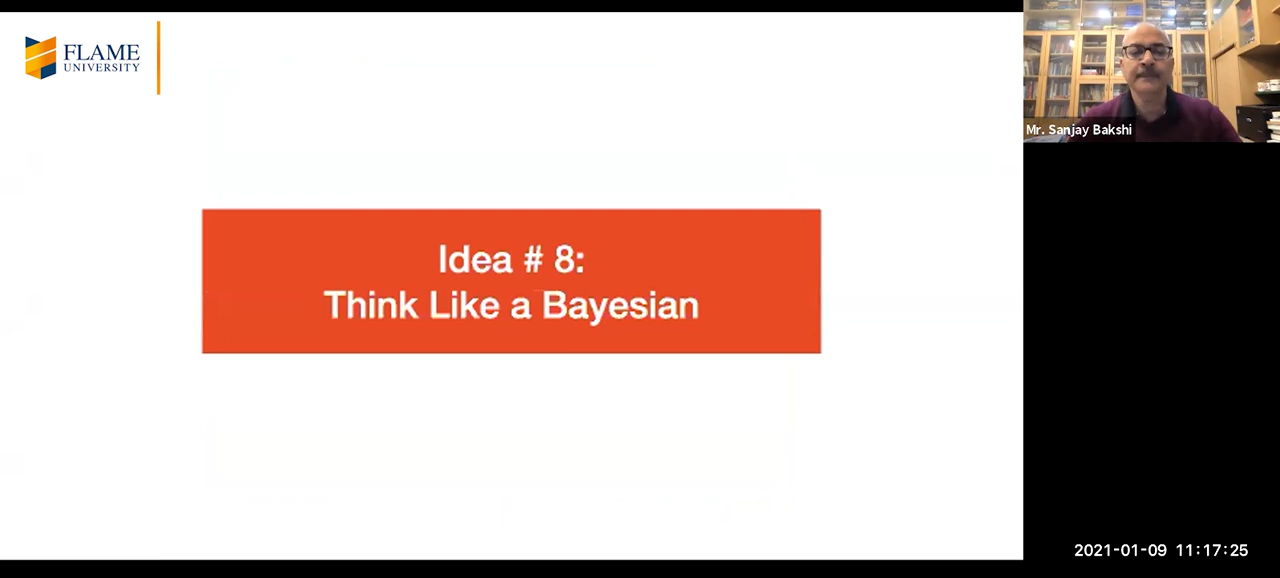 FLAME
UNIVERSITY
Idea # 8:
Think Like a Bayesian
Mr. Sanjay Bakshi
2021-01-09 11:17:25